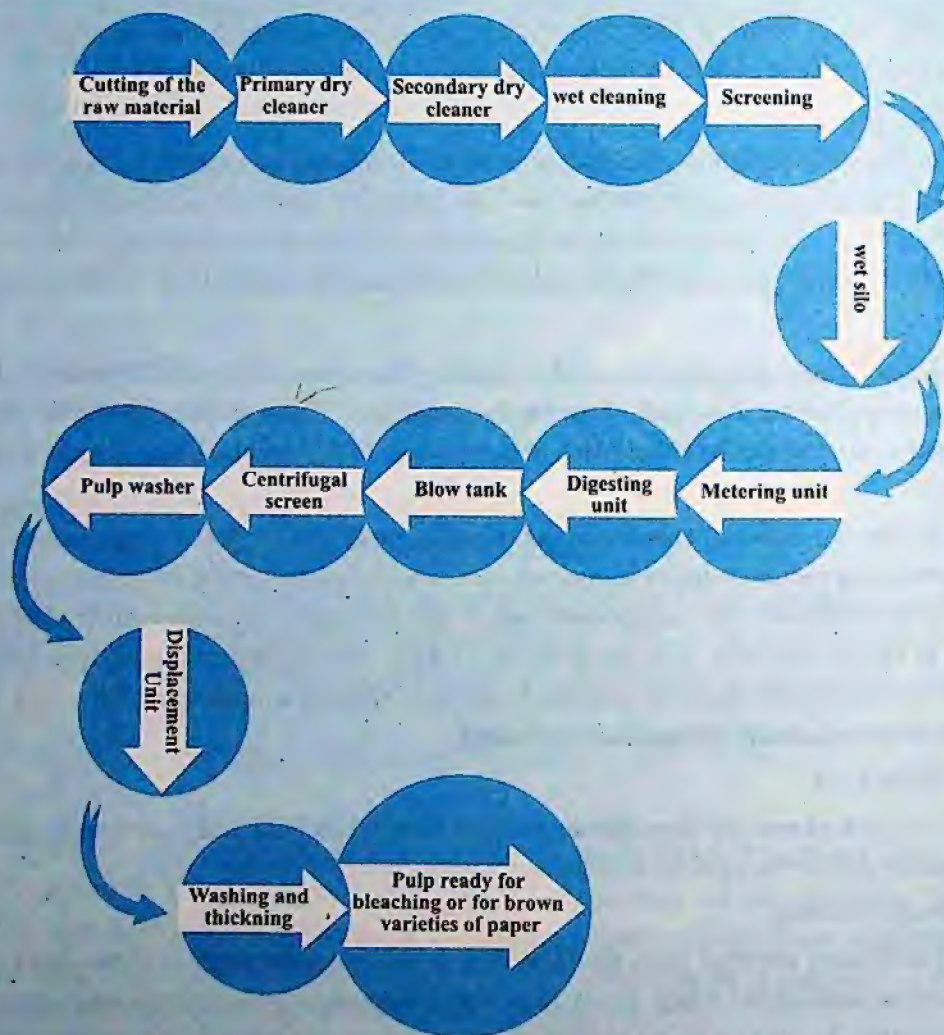 Cutting of the
raw material
Primary dry
cleaner
Secondary dry
cleaner
wet cleaning
Screening
wet silo
Metering unit
Digesting
unit
Blow tank
Centrifugal
screen
Pulp washer
Displacement
Unit
Washing and
thickning
Pulp ready for
bleaching or for brown
varieties of paper